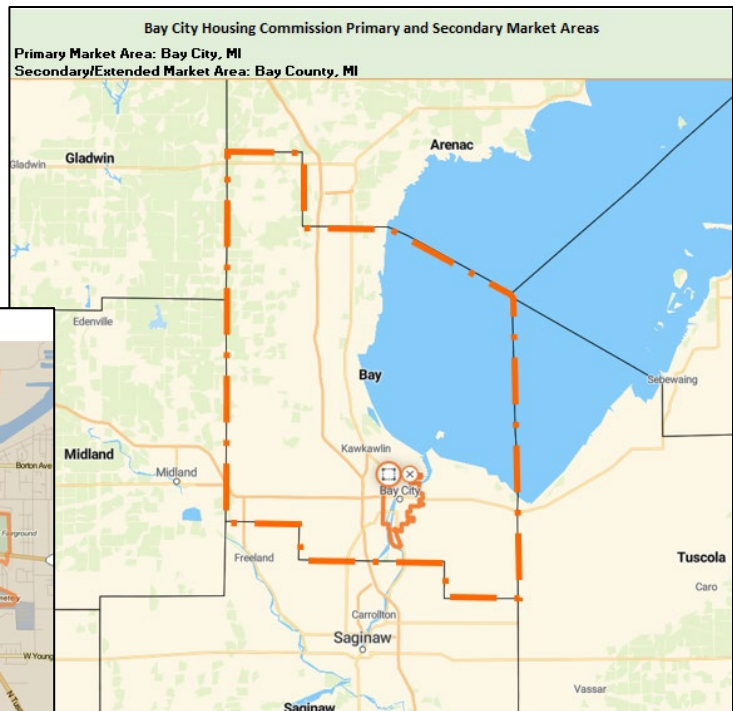 Bay City Housing Commission Primary and Secondary Market Areas
Primary Market Area: Bay City, MI
Secondary/Extended Market Area: Bay County, MI
Arenac
Gladwin
Gladwin
Edenville
Bay
Sebewaing
Kawkawlin
Midland
Midland
Bay City
Borton Ave
Fairground
Freeland
Tuscola
Caro
Carrollton
Saginaw
W Young
Vassar
Saginaw
N Tus